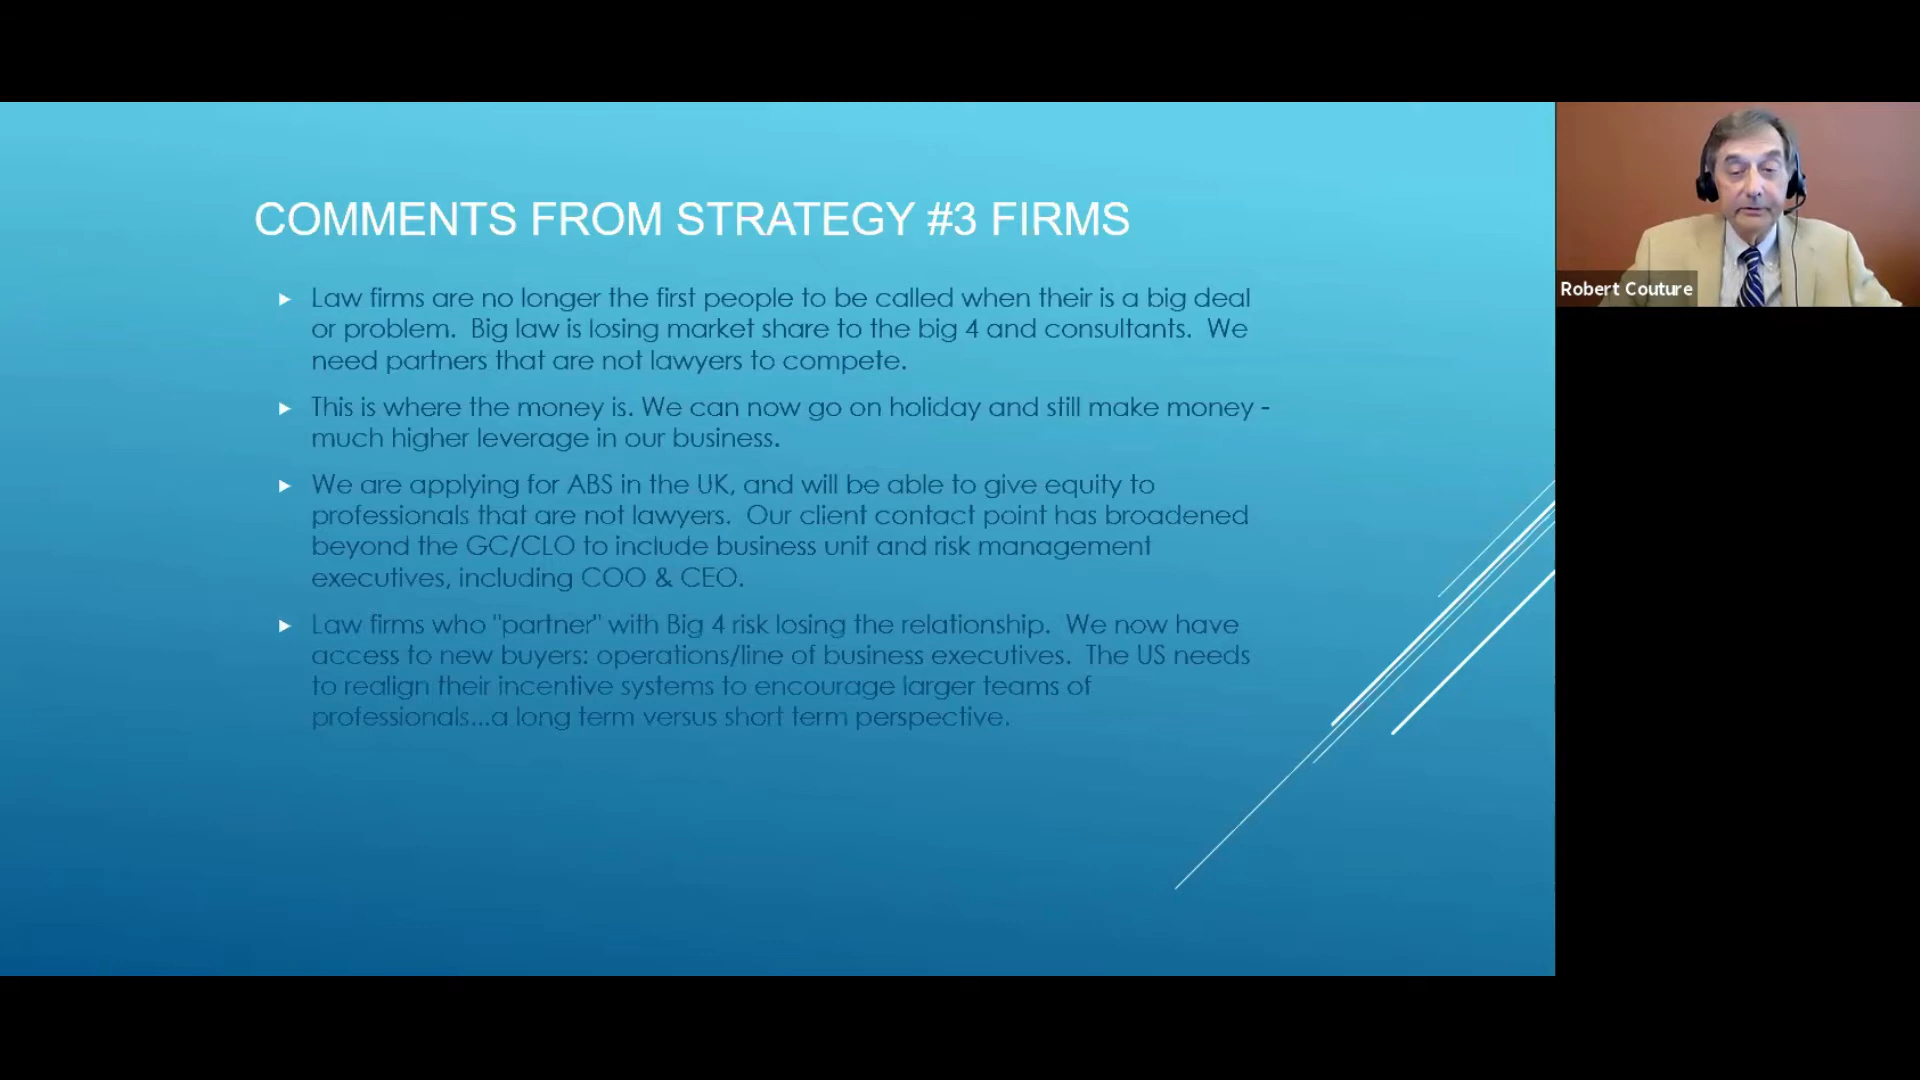 COMMENTS FROM STRATEGY #3 FIRMS
Law firms are no longer the first people to be called when their is a big deal
or problem. Big law is losing market share to the big 4 and consultants. We
need partners that are not lawyers to compete.
This is where the money is. We can now go on holiday and still make money -
much higher leverage in our business.
We are applying for ABS in the UK, and will be able to give equity to
professionals that are not lawyers. Our client contact point has broadened
beyond the GC/CLO to include business unit and risk management
executives, including COO & CEO.
Law firms who "partner" with Big 4 risk losing the relationship. We now have
access to new buyers: operations/line of business executives. The US needs
to realign their incentive systems to encourage larger teams of
professionals...a long term versus short term perspective.
Robert Couture